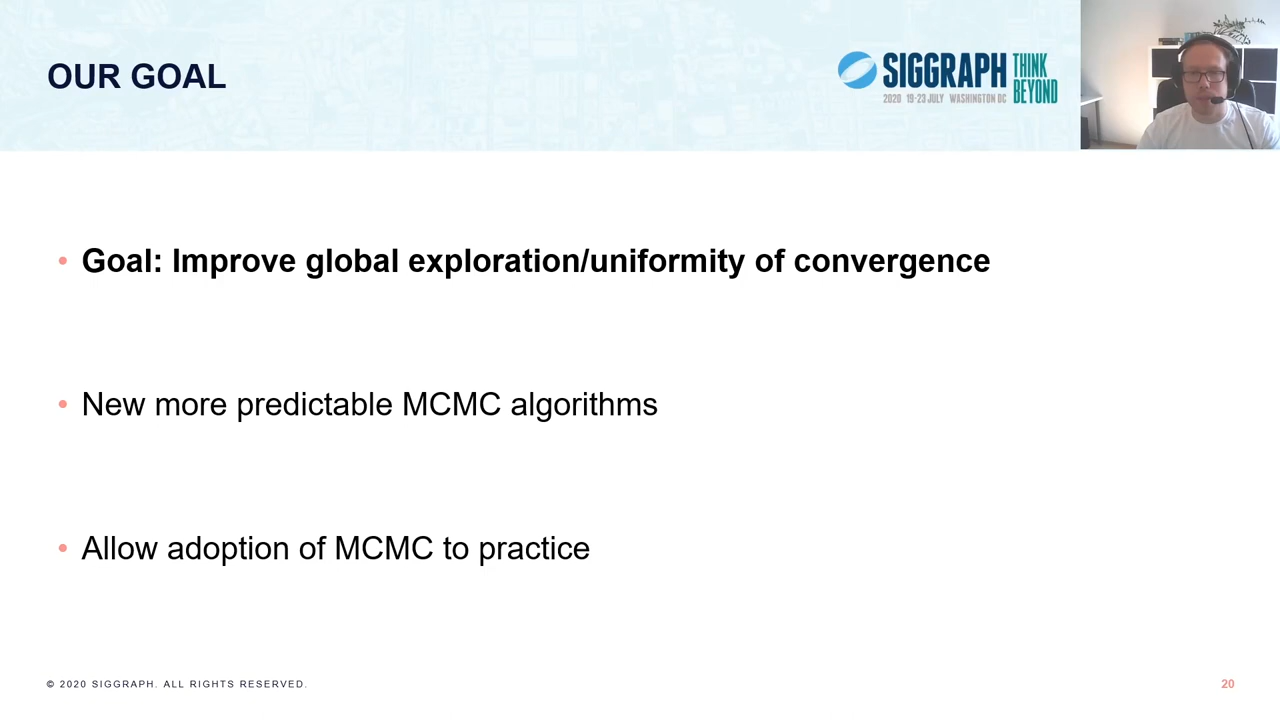 OUR GOAL
SIGGRAPH THINK BEYOND
2020 19-23 JULY WASHINGTON DC
• Goal: Improve global exploration/uniformity of convergence
• New more predictable MCMC algorithms
• Allow adoption of MCMC to practice
© 2020 SIGGRAPH. ALL RIGHTS RESERVED.
20